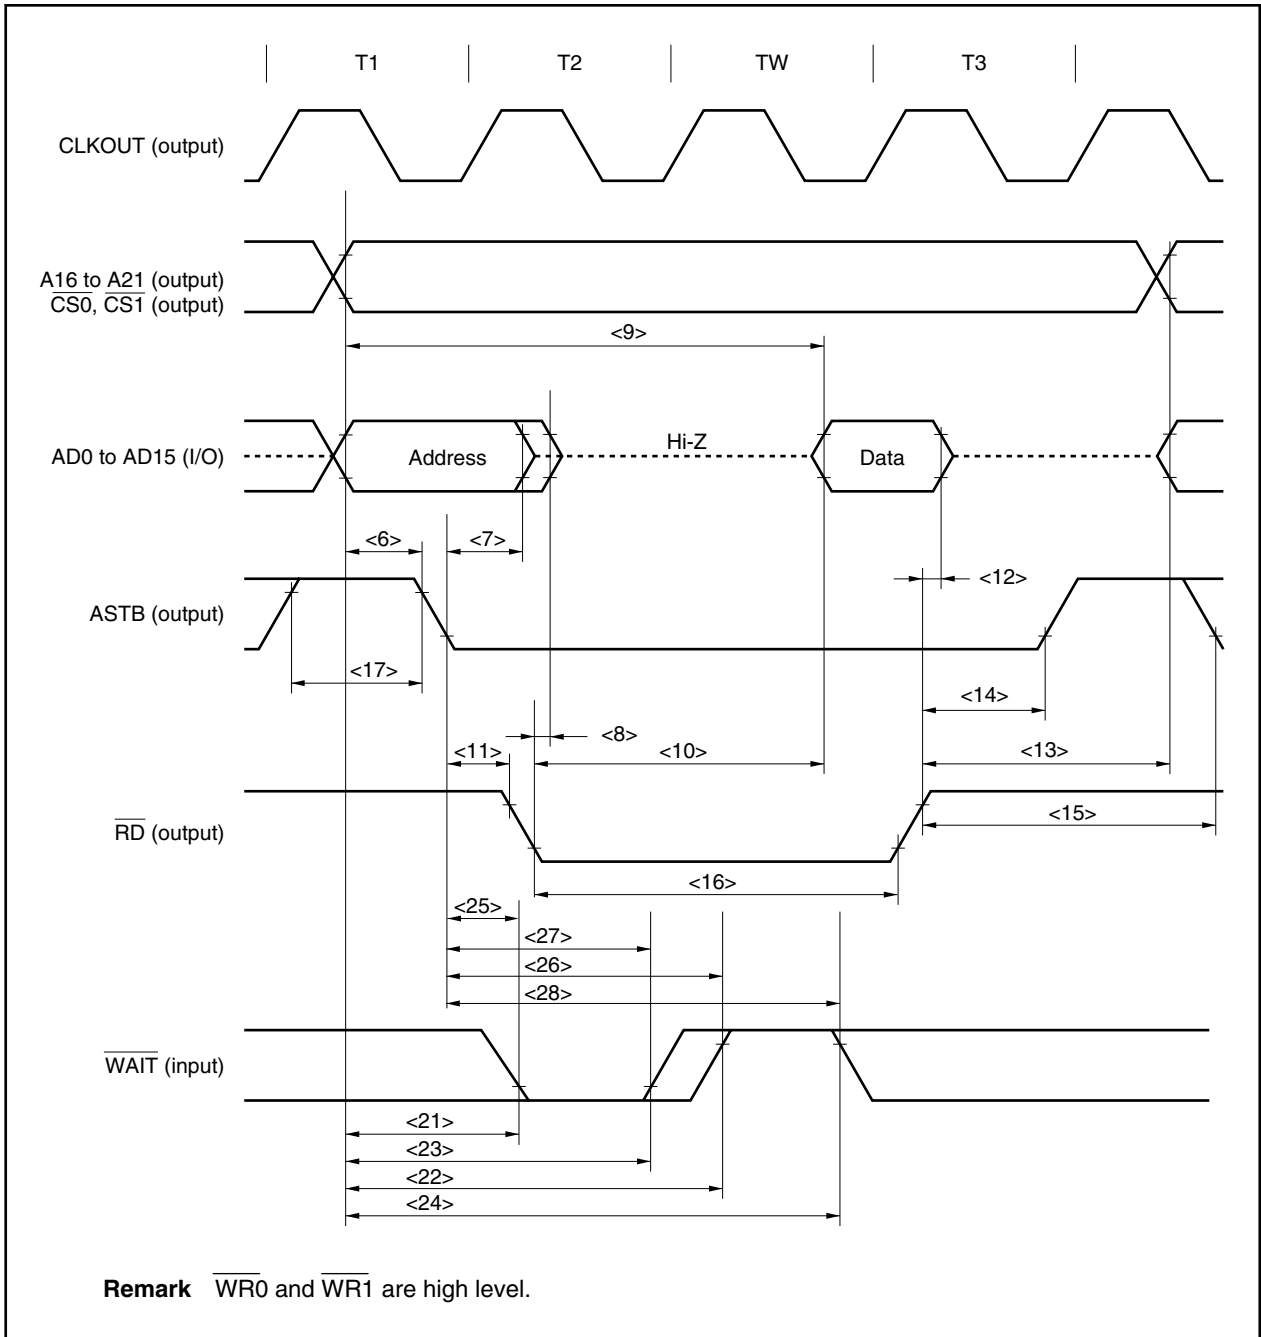 T1 T2 TW T3
CLKOUT (output)
A16 to A21 (output)
CS0, CS1 (output)
<9>
AD0 to AD15 (I/O)
Address
Hi-Z
Data
<6>
<7>
<12>
ASTB (output)
<17>
<14>
<8>
<11>
<10>
<13>
RD (output)
<15>
<16>
<25>
<27>
<26>
<28>
WAIT (input)
<21>
<23>
<22>
<24>
Remark WR0 and WR1 are high level.